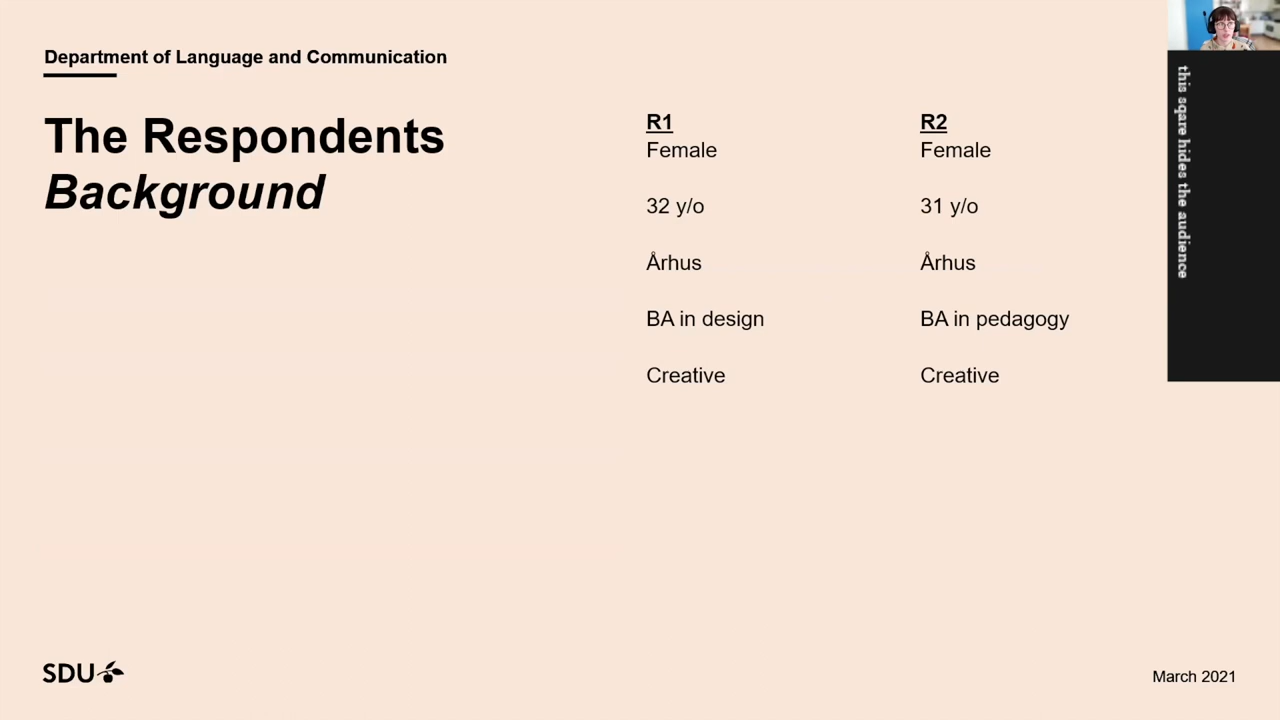 Department of Language and Communication
The Respondents
Background
R1
Female
32 y/o
Århus
BA in design
Creative
R2
Female
31 y/o
Århus
BA in pedagogy
Creative
this sqare hides the audience
SDU
March 2021